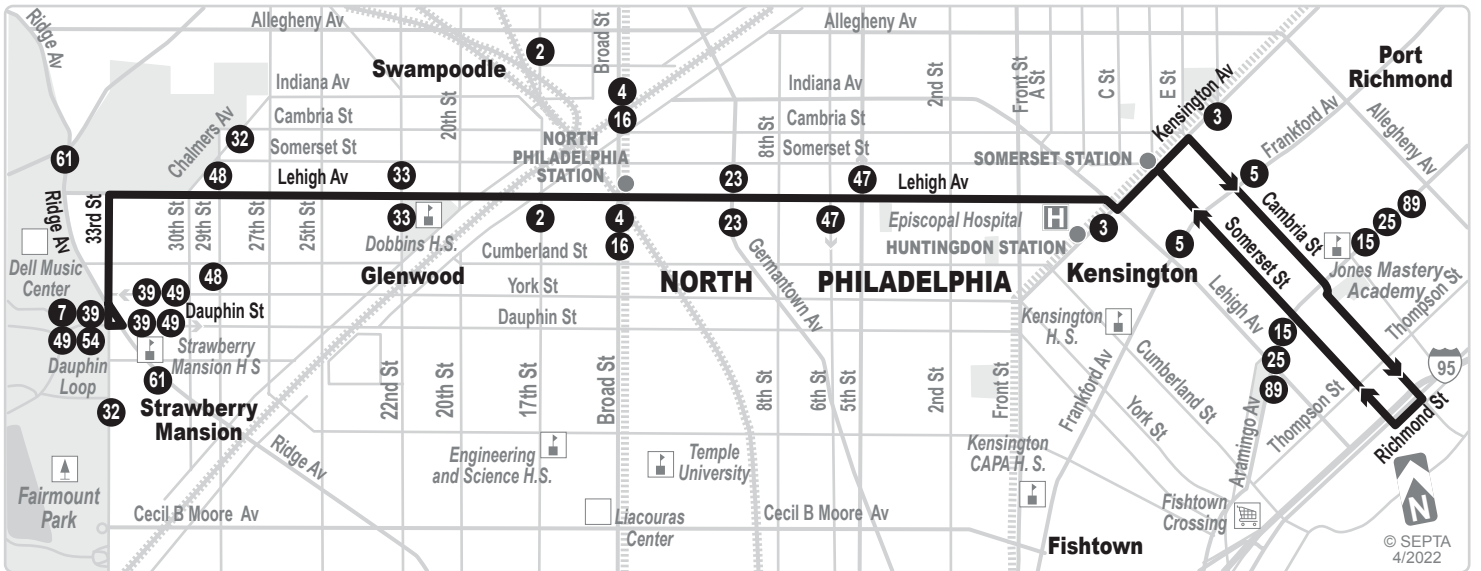 Ridge Av
Allegheny Av
Broad St
Allegheny Av
Port
Richmond
Swampoodle
2
Indiana Av
4
Indiana Av
2nd St
Front St
A St
C St
E St
Kensington Av
3
Frankford Av
Allegheny Av
Chalmers Av
32
Cambria St
20th St
16
8th St
Cambria St
61
Somerset St
NORTH
PHILADELPHIA
STATION
Somerset St
SOMERSET STATION
48
Lehigh Av
33
23
47
Lehigh Av
5
Cambria St
89
25
15
Ridge Av
33rd St
30th St
29th St
27th St
25th St
33
Dobbins H.S.
2
4
16
23
47
Episcopal Hospital
H
HUNTINGDON STATION
3
5
Somerset St
Jones Mastery
Academy
Dell Music
Center
48
Glenwood
Cumberland St
NORTH
Germantown Av
PHILADELPHIA
Kensington
Thompson St
39
49
York St
Lehigh Av
7
39
Dauphin St
39
49
Dauphin St
Kensington
H. S.
49
54
Dauphin
Loop
Strawberry
Mansion H S
15
25
89
95
61
32
Strawberry
Mansion
22nd St
20th St
17th St
Broad St
8th St
6th St
5th St
2nd St
Front St
Frankford Av
Cumberland St
York St
Aramingo Av
Thompson St
Richmond St
Ridge Av
Engineering
and Science H.S.
Temple
University
Kensington
CAPA H. S.
Fairmount
Park
Cecil B Moore Av
Liacouras
Center
Cecil B Moore Av
Fishtown
Crossing
Fishtown
N
© SEPTA
4/2022